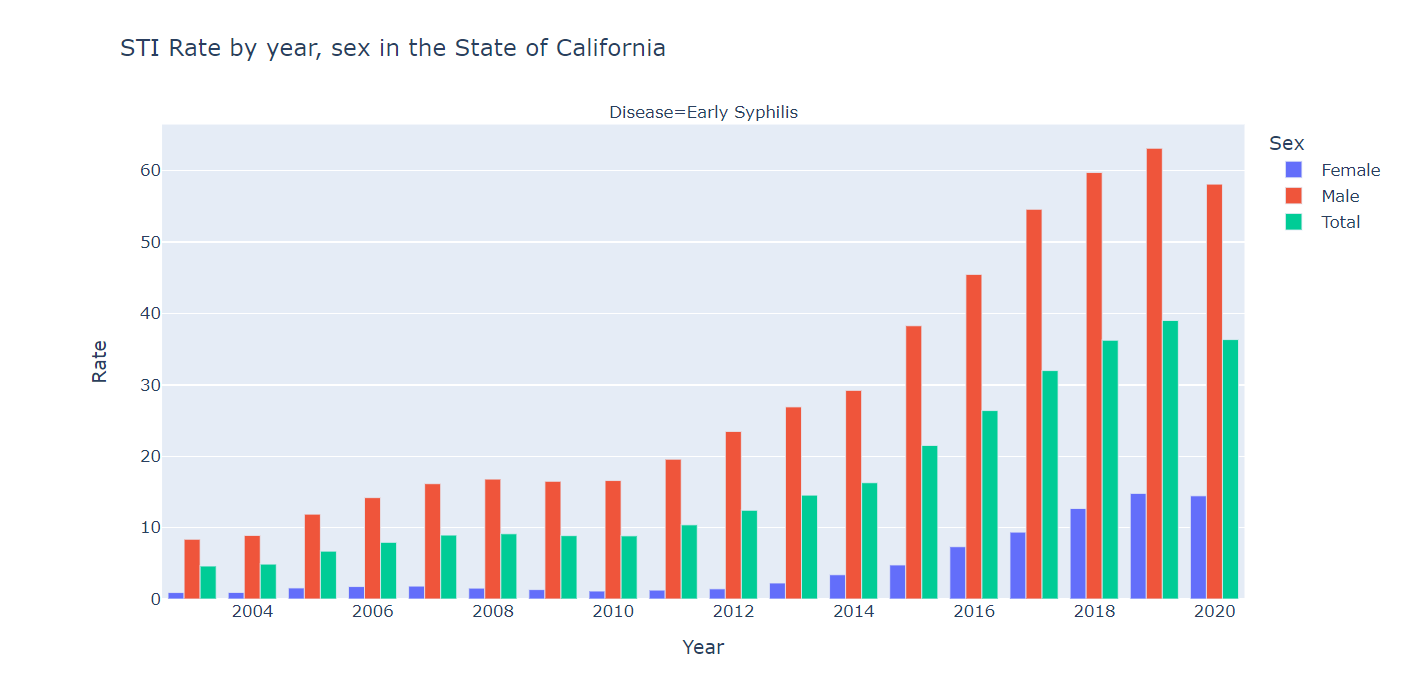 STI Rate by year, sex in the State of California
Disease=Early Syphilis
Sex
Female
Male
Total
60
50
40
30
20
10
0
Rate
2004 2006 2008 2010 2012 2014 2016 2018 2020
Year